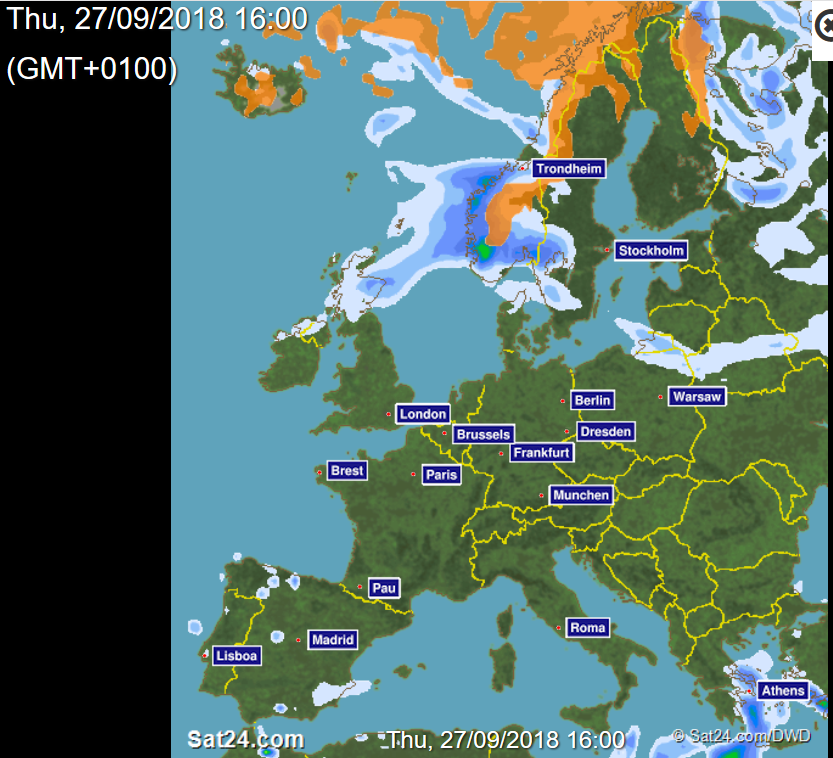 Thu, 27/09/2018 16:00
(GMT+0100)
Trondheim
Stockholm
London
Berlin
Warsaw
Brussels
Dresden
Frankfurt
Brest
Paris
Munchen
Pau
Roma
Madrid
Lisboa
Athens
Sat24.com
Thu, 27/09/2018 16:00
© Sat24.com/DWD